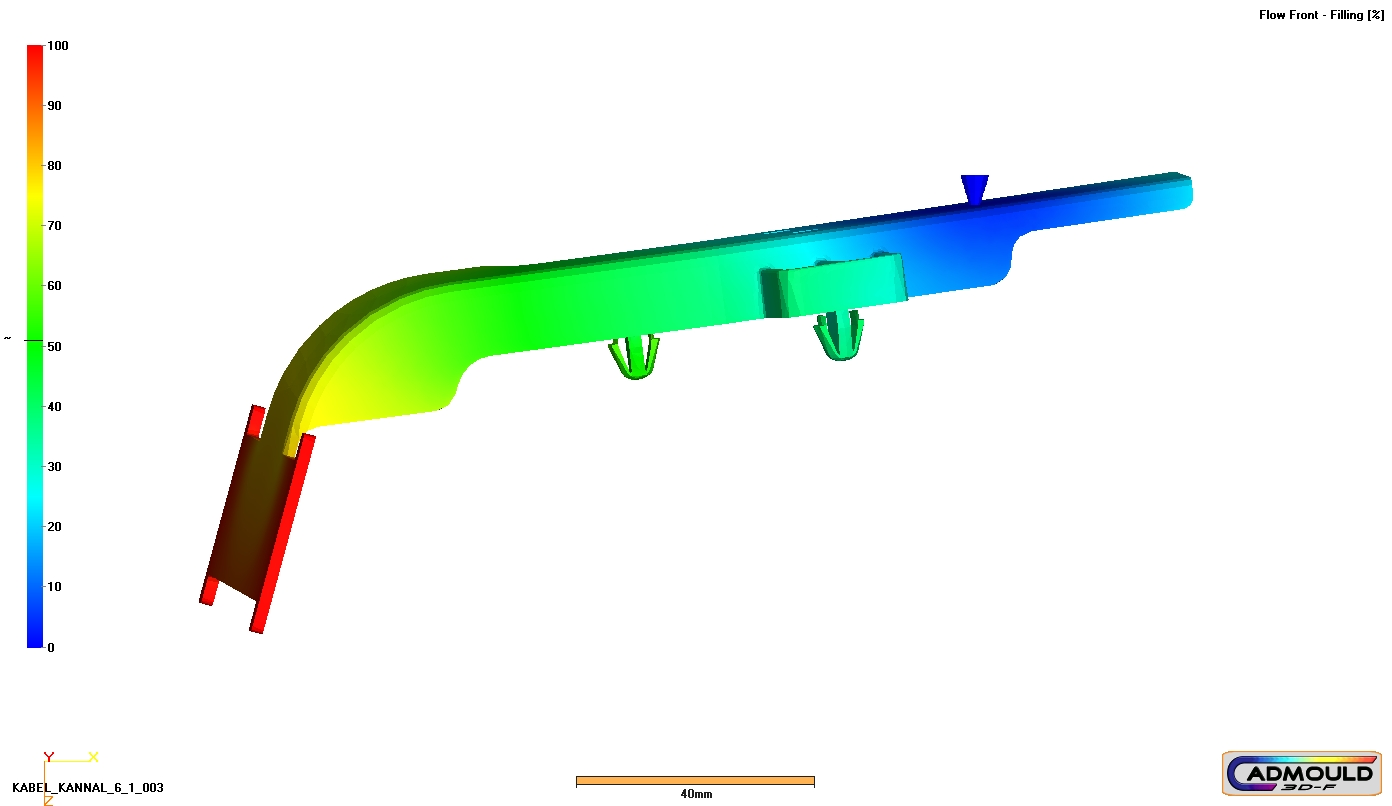 Flow Front - Filling [%]
100
90
80
70
60
~
50
40
30
20
10
0
Y X
KABEL_KANNAL_6_1_003
Z
40mm
CADMOULD
3D-F